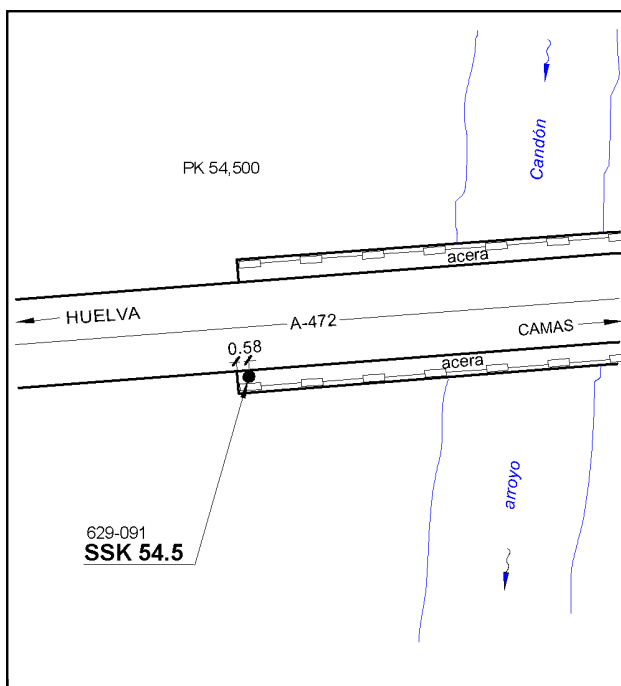 Candón
PK 54,500
acera
HUELVA
A-472
CAMAS
0.58
acera
arroyo
629-091
SSK 54.5